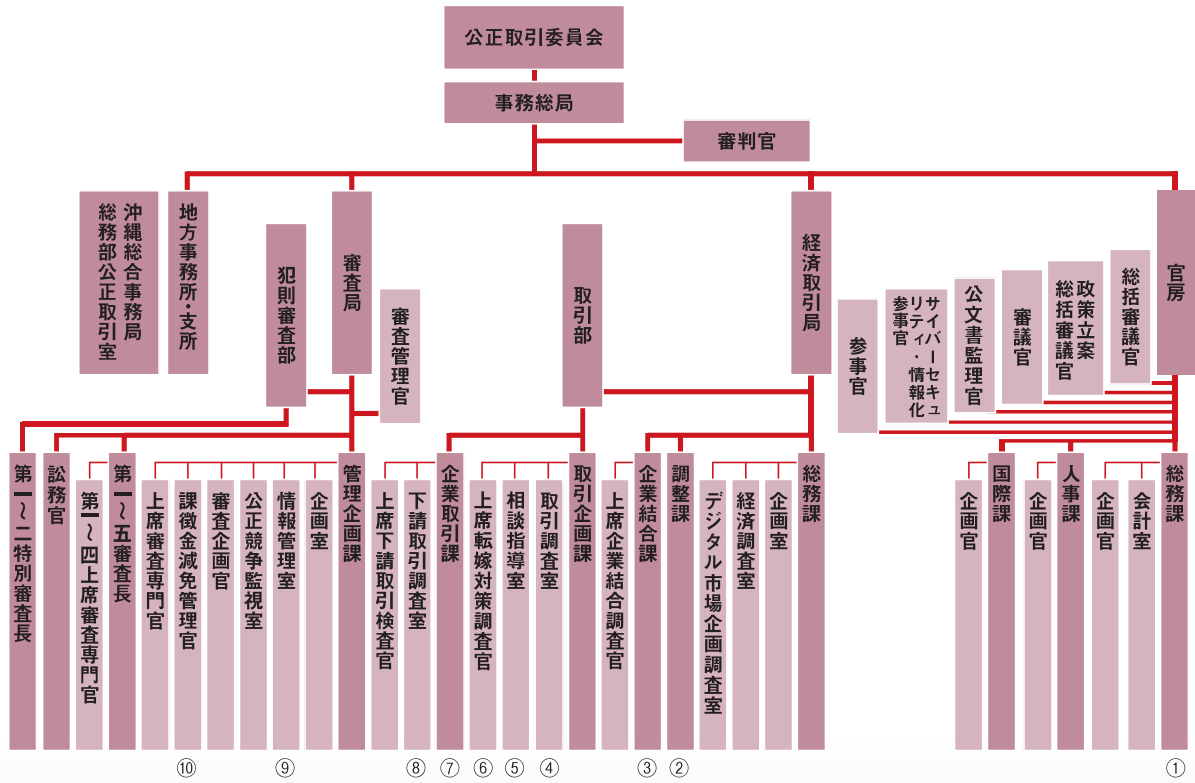 公正取引委員会
事務総局
審判官
官房
総括審議官
政策立案
総括審議官
審議官
公文書監理官
サイバーセキュ
リティ・情報化
参事官
参事官
経済取引局
取引部
審査局
審査管理官
犯則審査部
地方事務所・支所
沖縄総合事務局
総務部公正取引室
総務課
会計室
企画官
人事課
企画官
国際課
企画官
総務課
企画室
経済調査室
デジタル市場企画調査室
調整課
企業結合課
上席企業結合調査官
取引企画課
取引調査室
相談指導室
上席転嫁対策調査官
企業取引課
下請取引調査室
上席下請取引検査官
管理企画課
企画室
情報管理室
公正競争監視室
審査企画官
課徴金減免管理官
上席審査専門官
第一〜五審査長
第一〜四上席審査専門官
訟務官
第一〜二特別審査長
①
②
③
④
⑤
⑥
⑦
⑧
⑨
⑩